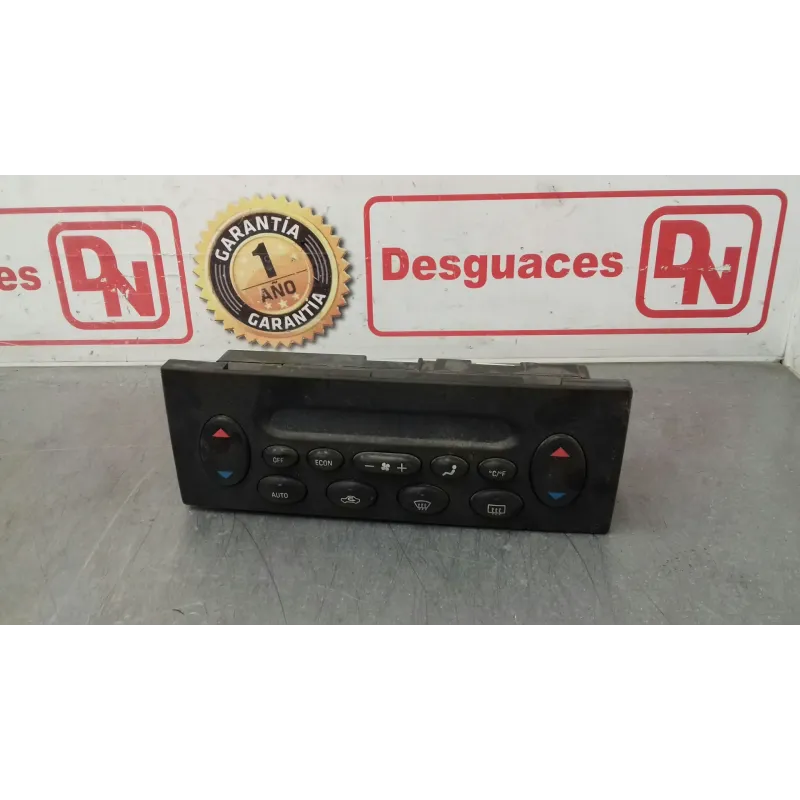 es
DN
GARANTÍA
1
AÑO
GARANTÍA
Desguaces
DN
OFF
ECON
- +
°C/°F
AUTO